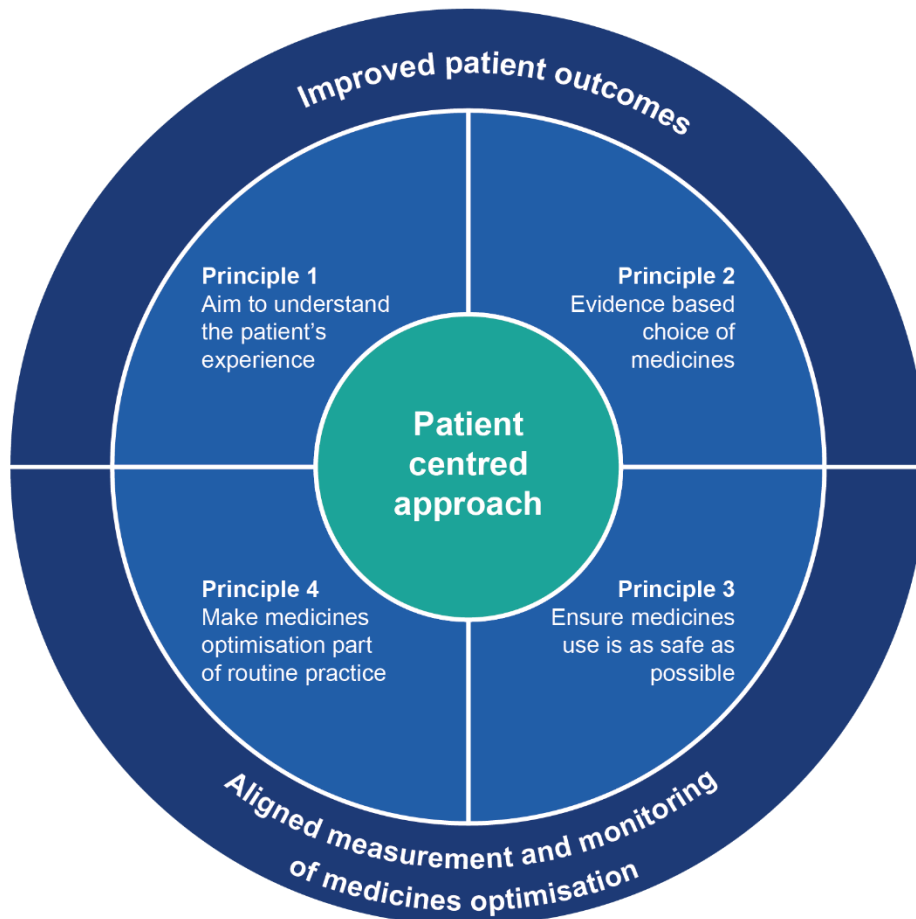 Improved patient outcomes
Principle 1
Aim to understand
the patient's
experience
Principle 2
Evidence based
choice of
medicines
Patient
centred
approach
Principle 4
Make medicines
optimisation part
of routine practice
Principle 3
Ensure medicines
use is as safe as
possible
Aligned measurement and monitoring
of medicines optimisation